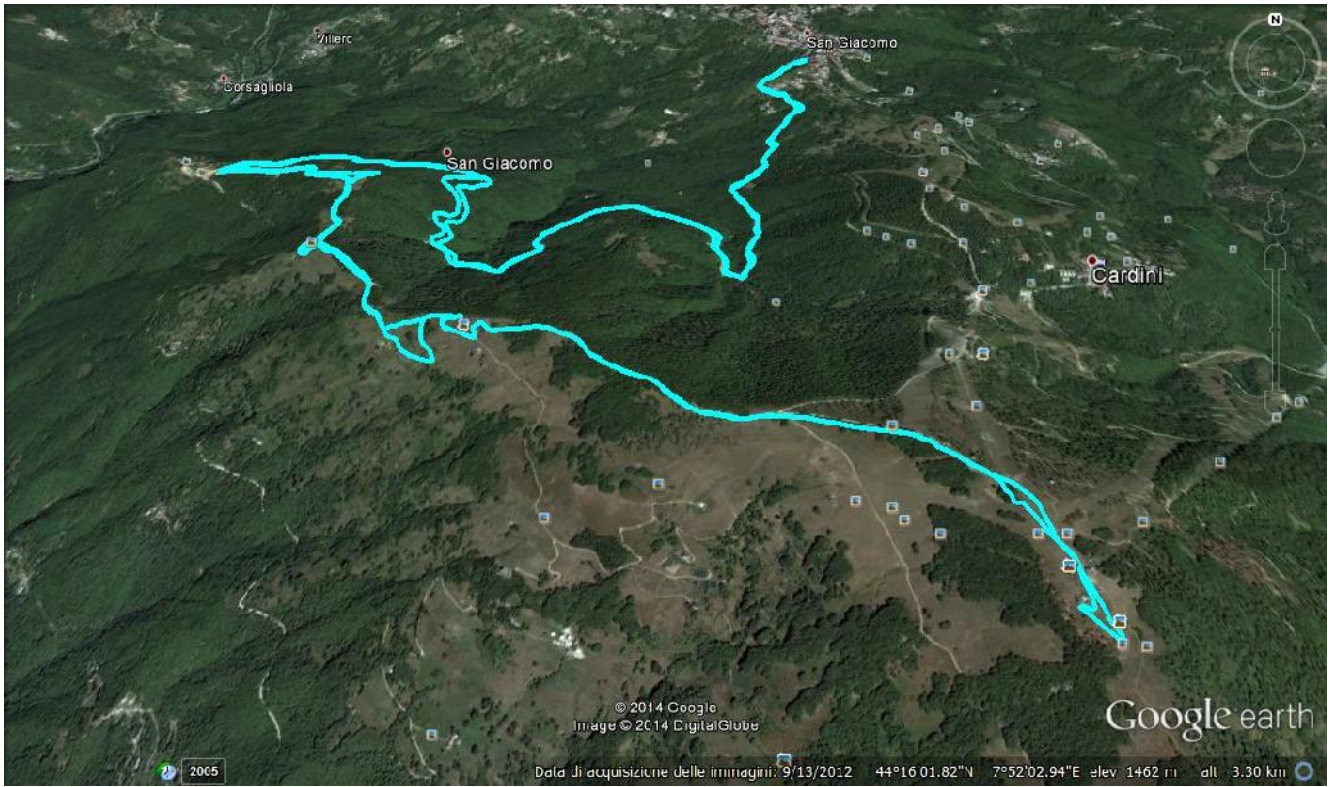 Villero
San Giacomo
Corsagliola
San Giacomo
Cardini
N
© 2014 Google
Image © 2014 DigitalGlobe
Google earth
2005
Data di acquisizione delle immagini: 9/13/2012 44°16'01.82"N 7°52'02.94"E elev 1462 m alt 3.30 km